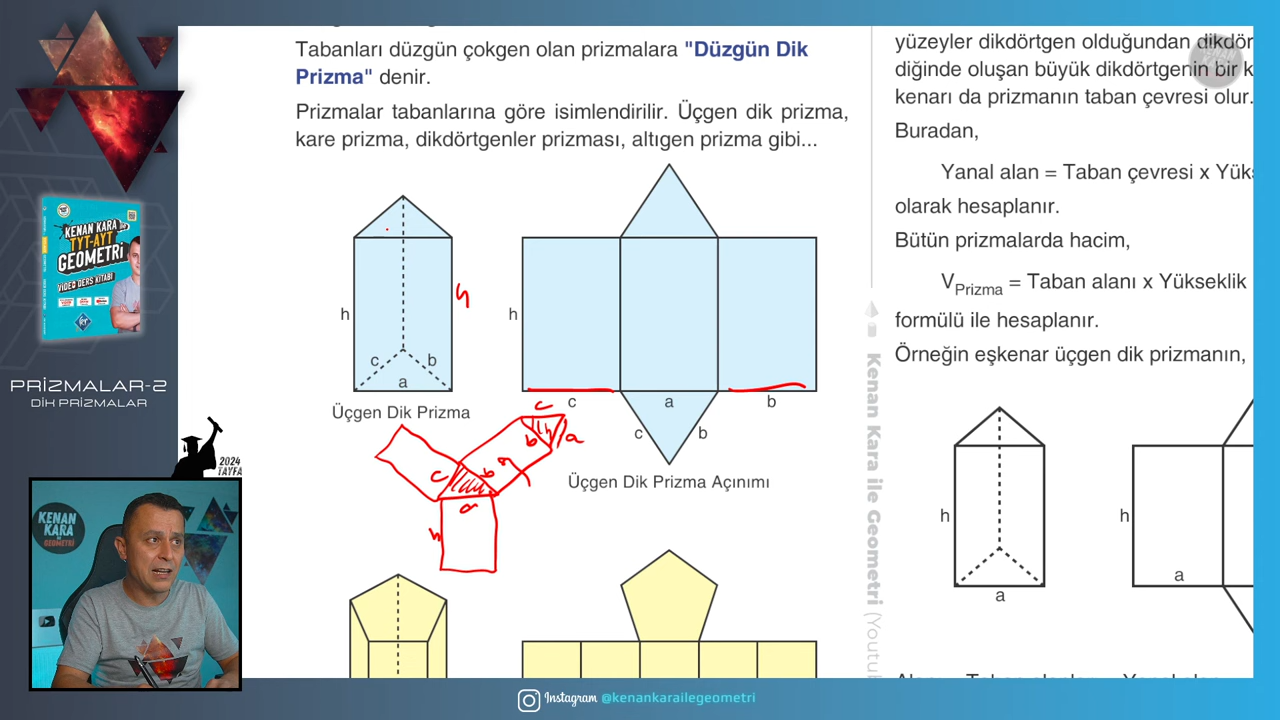 Tabanları düzgün çokgen olan prizmalara "Düzgün Dik
Prizma" denir.
Prizmalar tabanlarına göre isimlendirilir. Üçgen dik prizma,
kare prizma, dikdörtgenler prizması, altıgen prizma gibi...
h
h
c
b
a
Üçgen Dik Prizma
h
c
a
b
c
b
Üçgen Dik Prizma Açınımı
c
b
h
a
c
b
a
h
yüzeyler dikdörtgen olduğundan dikdör
diğinde oluşan büyük dikdörtgenin bir k
kenarı da prizmanın taban çevresi olur.
Buradan,
Yanal alan = Taban çevresi x Yük
olarak hesaplanır.
Bütün prizmalarda hacim,
VPrizma = Taban alanı x Yükseklik
formülü ile hesaplanır.
Örneğin eşkenar üçgen dik prizmanın,
h
a
h
a
Kenan Kara ile Geometri (Youtu
KENAN KARA
TYT-AYT
GEOMETRİ
VİDEO DERS KİTABI
PRİZMALAR-2
DİK PRİZMALAR
2024
TAYFA
KENAN
KARA
GEOMETRİ
Instagram @kenankarailegeometri